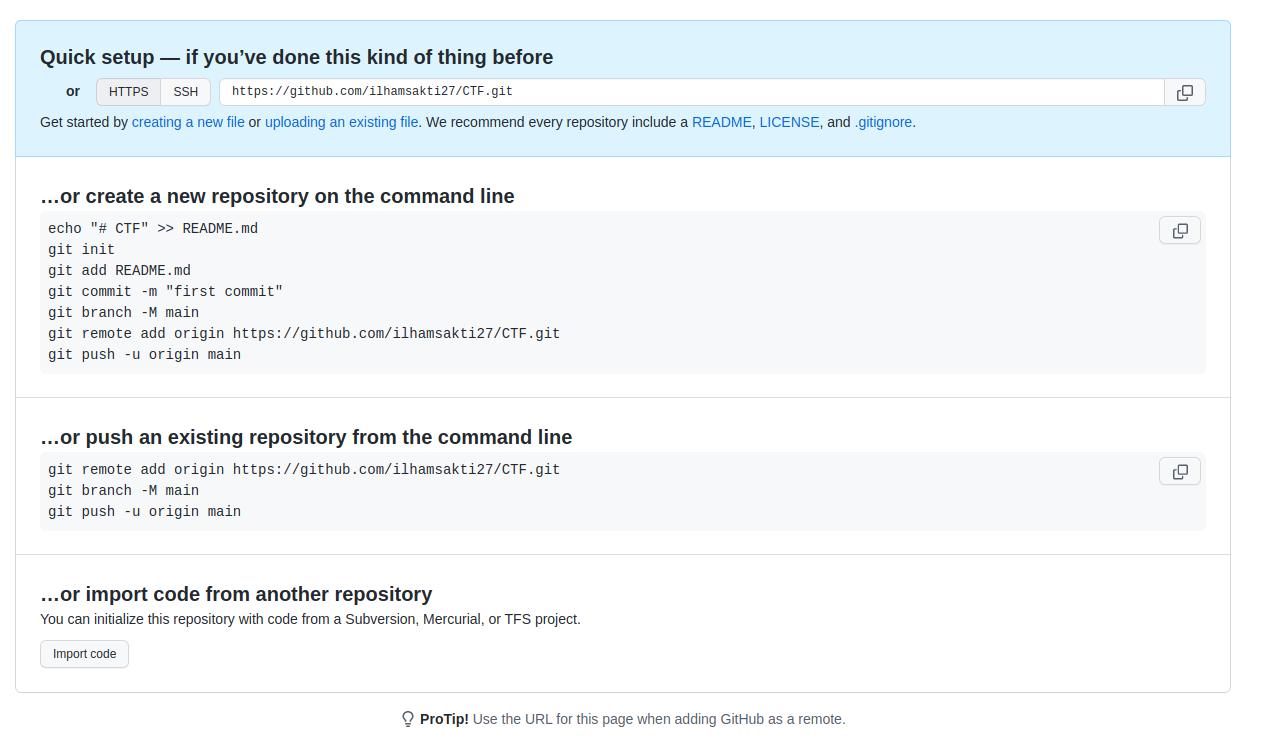 Quick setup — if you’ve done this kind of thing before
or HTTPS SSH https://github.com/ilhamsakti27/CTF.git
Get started by creating a new file or uploading an existing file. We recommend every repository include a README, LICENSE, and .gitignore.
…or create a new repository on the command line
echo "# CTF" >> README.md
git init
git add README.md
git commit -m "first commit"
git branch -M main
git remote add origin https://github.com/ilhamsakti27/CTF.git
git push -u origin main
…or push an existing repository from the command line
git remote add origin https://github.com/ilhamsakti27/CTF.git
git branch -M main
git push -u origin main
…or import code from another repository
You can initialize this repository with code from a Subversion, Mercurial, or TFS project.
Import code
ProTip! Use the URL for this page when adding GitHub as a remote.